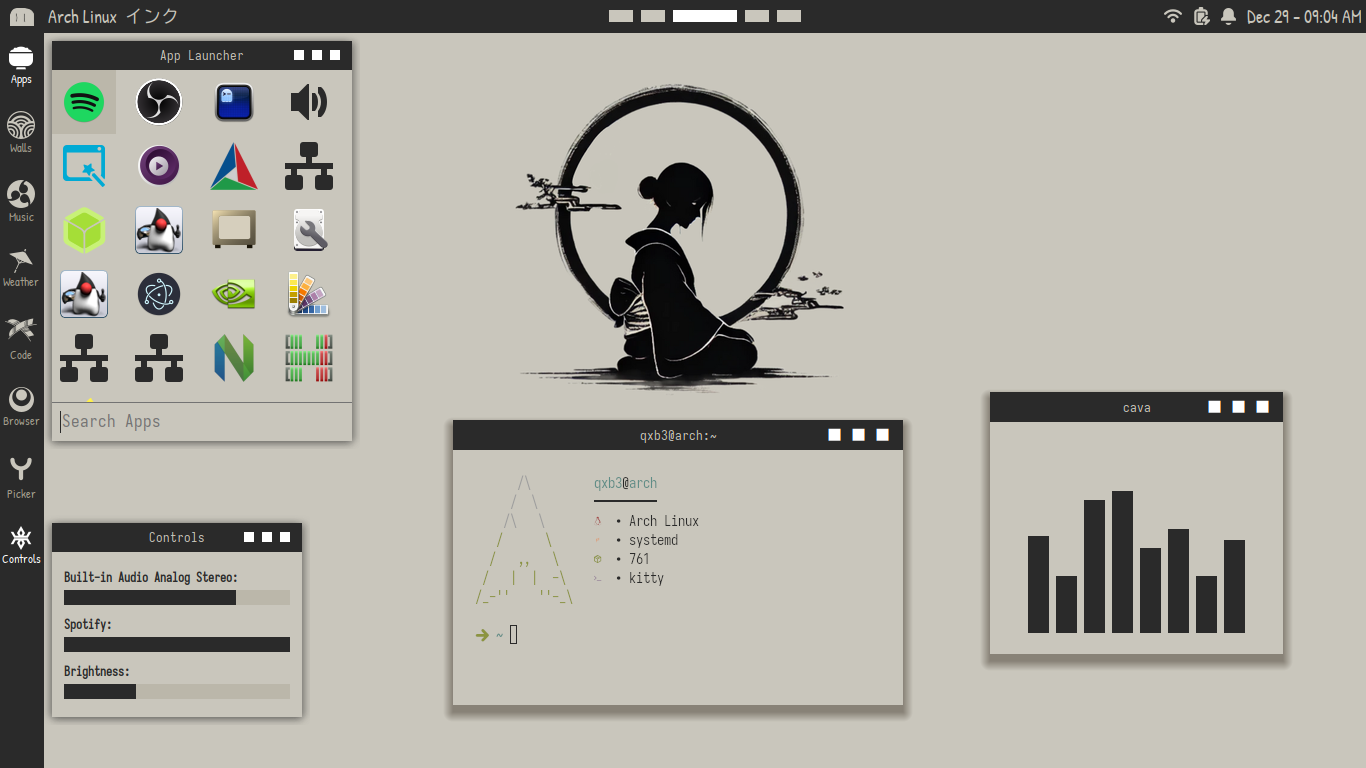 Arch Linux インク
Dec 29 - 09:04 AM
Apps
Walls
Music
Weather
Code
Browser
Picker
Controls
App Launcher
Search Apps
Controls
Built-in Audio Analog Stereo:
Spotify:
Brightness:
qxb3@arch:~
qxb3@arch
• Arch Linux
• systemd
• 761
• kitty
➜ ~
cava